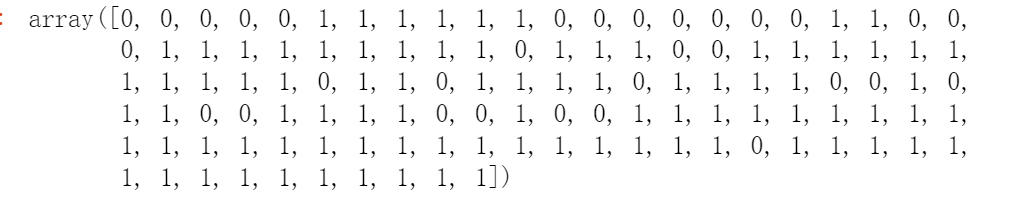 : array([0, 0, 0, 0, 0, 1, 1, 1, 1, 1, 1, 0, 0, 0, 0, 0, 0, 0, 1, 1, 0, 0,
0, 1, 1, 1, 1, 1, 1, 1, 1, 1, 0, 1, 1, 1, 0, 0, 1, 1, 1, 1, 1, 1,
1, 1, 1, 1, 1, 0, 1, 1, 0, 1, 1, 1, 1, 0, 1, 1, 1, 1, 0, 0, 1, 0,
1, 1, 0, 0, 1, 1, 1, 1, 0, 0, 1, 0, 0, 1, 1, 1, 1, 1, 1, 1, 1, 1,
1, 1, 1, 1, 1, 1, 1, 1, 1, 1, 1, 1, 1, 1, 1, 1, 0, 1, 1, 1, 1, 1,
1, 1, 1, 1, 1, 1, 1, 1, 1, 1])